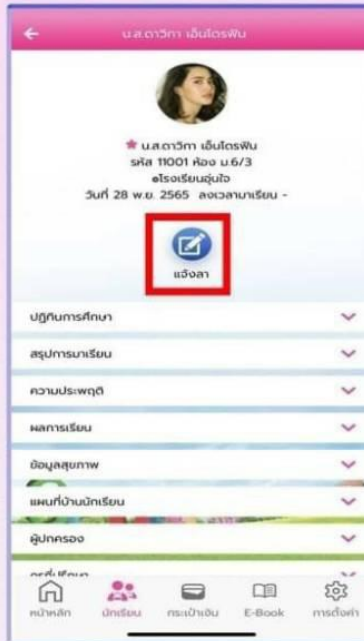 น.ส.ดาวิกา เอ็นโดรฟิน
น.ส.ดาวิกา เอ็นโดรฟิน
รหัส 11001 ห้อง ม.6/3
โรงเรียนอุ่นใจ
วันที่ 28 พ.ย. 2565 ลงเวลามาเรียน -
แจ้งลา
ปฏิทินการศึกษา
สรุปการมาเรียน
ความประพฤติ
ผลการเรียน
ข้อมูลสุขภาพ
แผนที่บ้านนักเรียน
ผู้ปกครอง
หน้าหลัก นักเรียน กระเป๋าเงิน E-Book การตั้งค่า